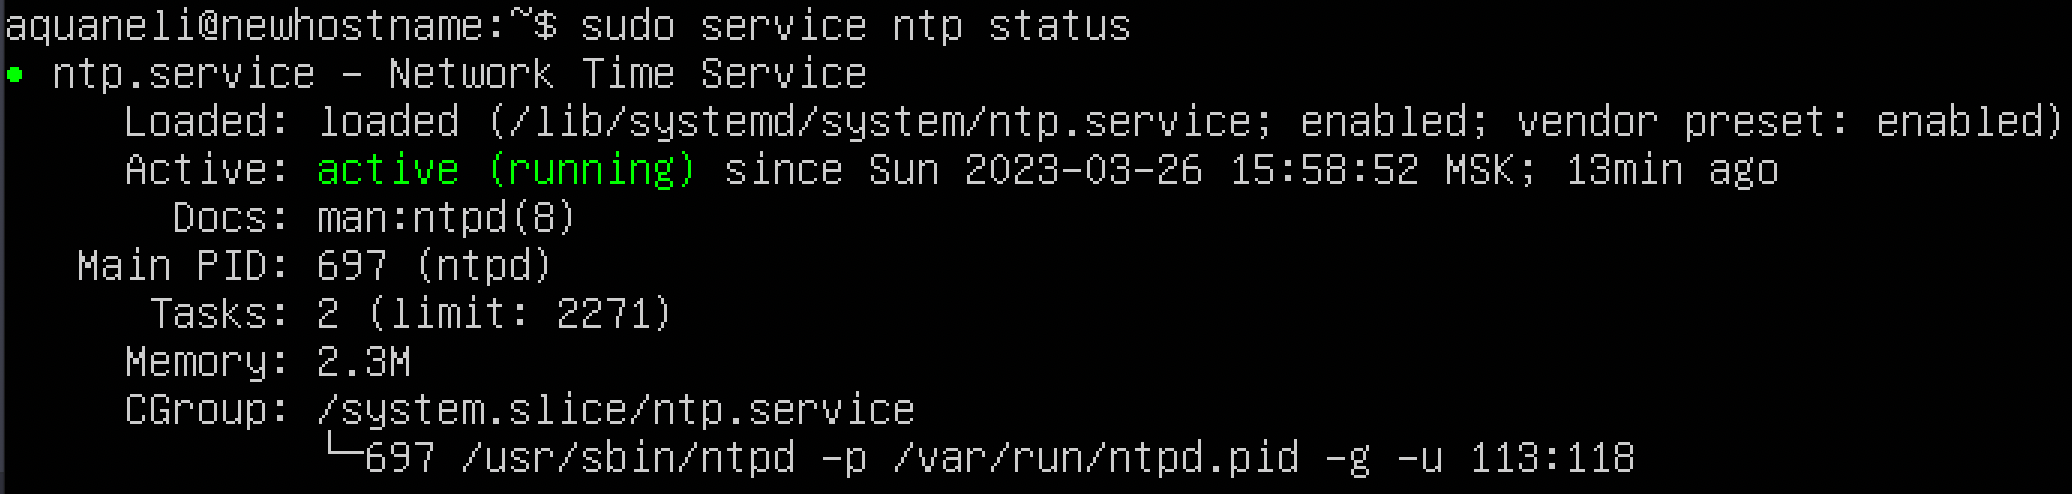 aquaneli@newhostname:~$ sudo service ntp status
● ntp.service – Network Time Service
Loaded: loaded (/lib/systemd/system/ntp.service; enabled; vendor preset: enabled)
Active: active (running) since Sun 2023-03-26 15:58:52 MSK; 13min ago
Docs: man:ntpd(8)
Main PID: 697 (ntpd)
Tasks: 2 (limit: 2271)
Memory: 2.3M
CGroup: /system.slice/ntp.service
└─697 /usr/sbin/ntpd -p /var/run/ntpd.pid -g -u 113:118